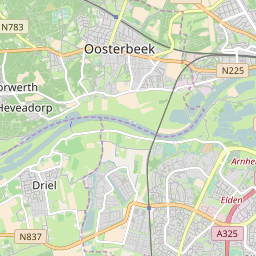 N783
Oosterbeek
N225
orwerth
Heveadorp
Arnhe
Driel
Elden
N837
A325